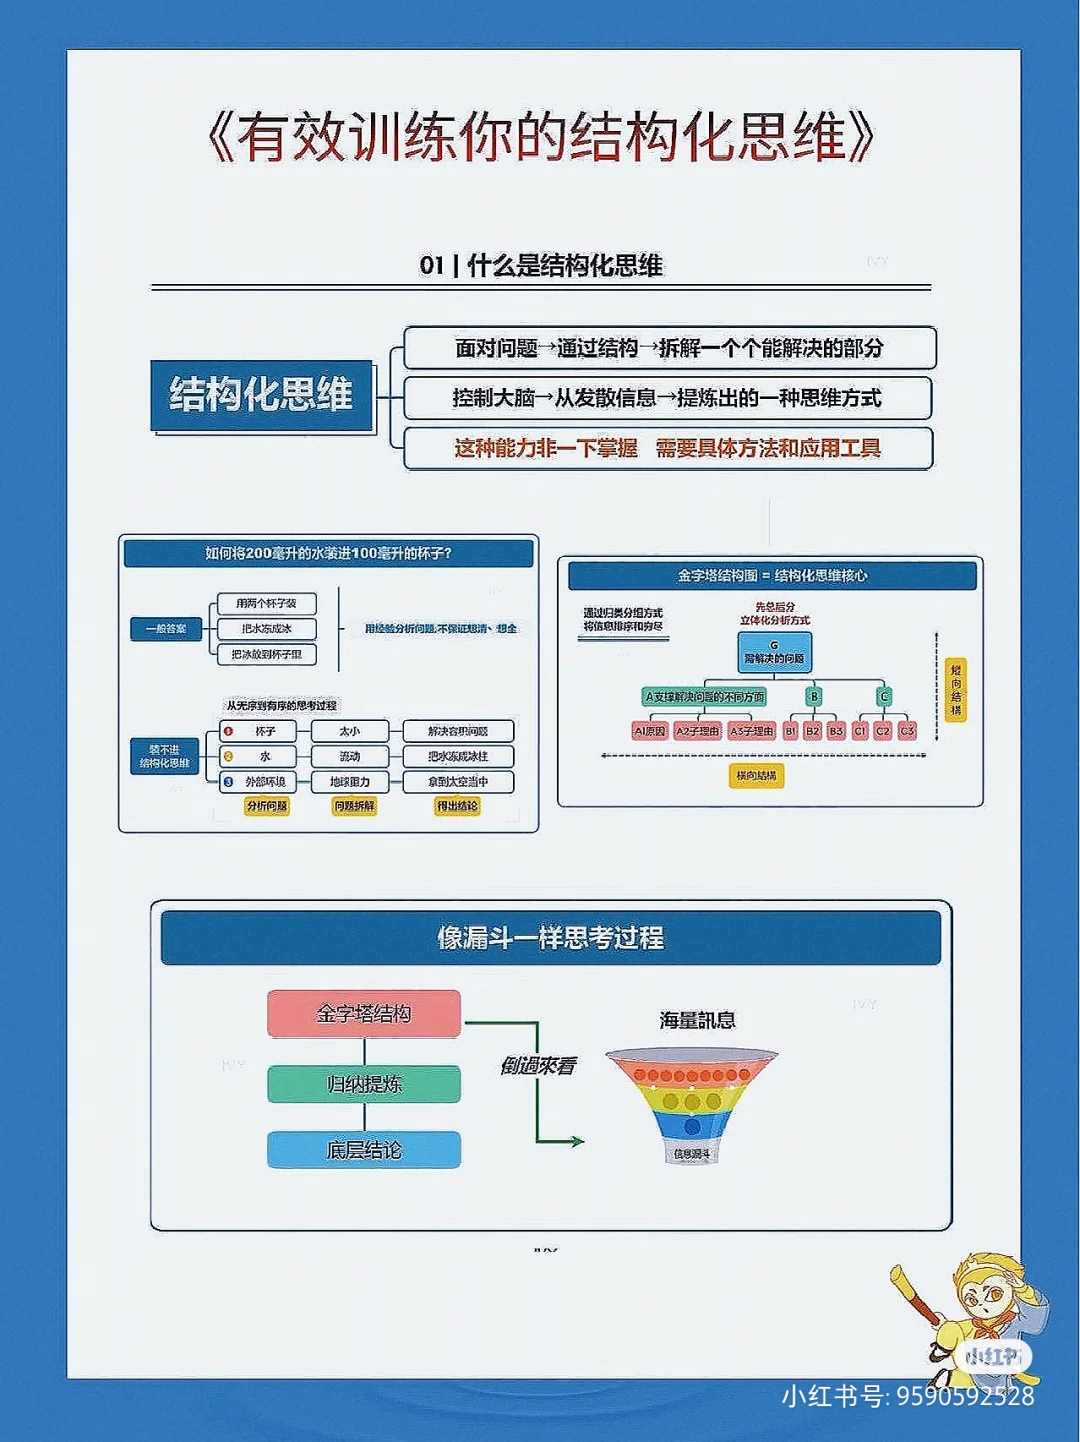 《有效训练你的结构化思维》
01 | 什么是结构化思维
结构化思维
面对问题→通过结构→拆解一个个能解决的部分
控制大脑→从发散信息→提炼出的一种思维方式
这种能力非一下掌握 需要具体方法和应用工具
如何将200毫升的水装进100毫升的杯子?
一般答案
用两个杯子装
把水冻成冰
把冰放到杯子里
用经验分析问题,不保证想清、想全
从无序到有序的思考过程
装不进
结构化思维
1 杯子 太小 解决容积问题
2 水 流动 把水冻成冰柱
3 外部环境 地球阻力 拿到太空当中
分析问题 问题拆解 得出结论
金字塔结构图 = 结构化思维核心
通过归类分组方式
将信息排序和穷尽
先总后分
立体化分析方式
G
需解决的问题
A支撑解决问题的不同方面 B C
A1原因 A2子理由 A3子理由 B1 B2 B3 C1 C2 C3
縱向结構
横向结構
像漏斗一样思考过程
金字塔结构
归纳提炼
底层结论
倒過來看
海量訊息
信息漏斗
IVY
IVY
IVY
小红书
小红书号: 9590592528